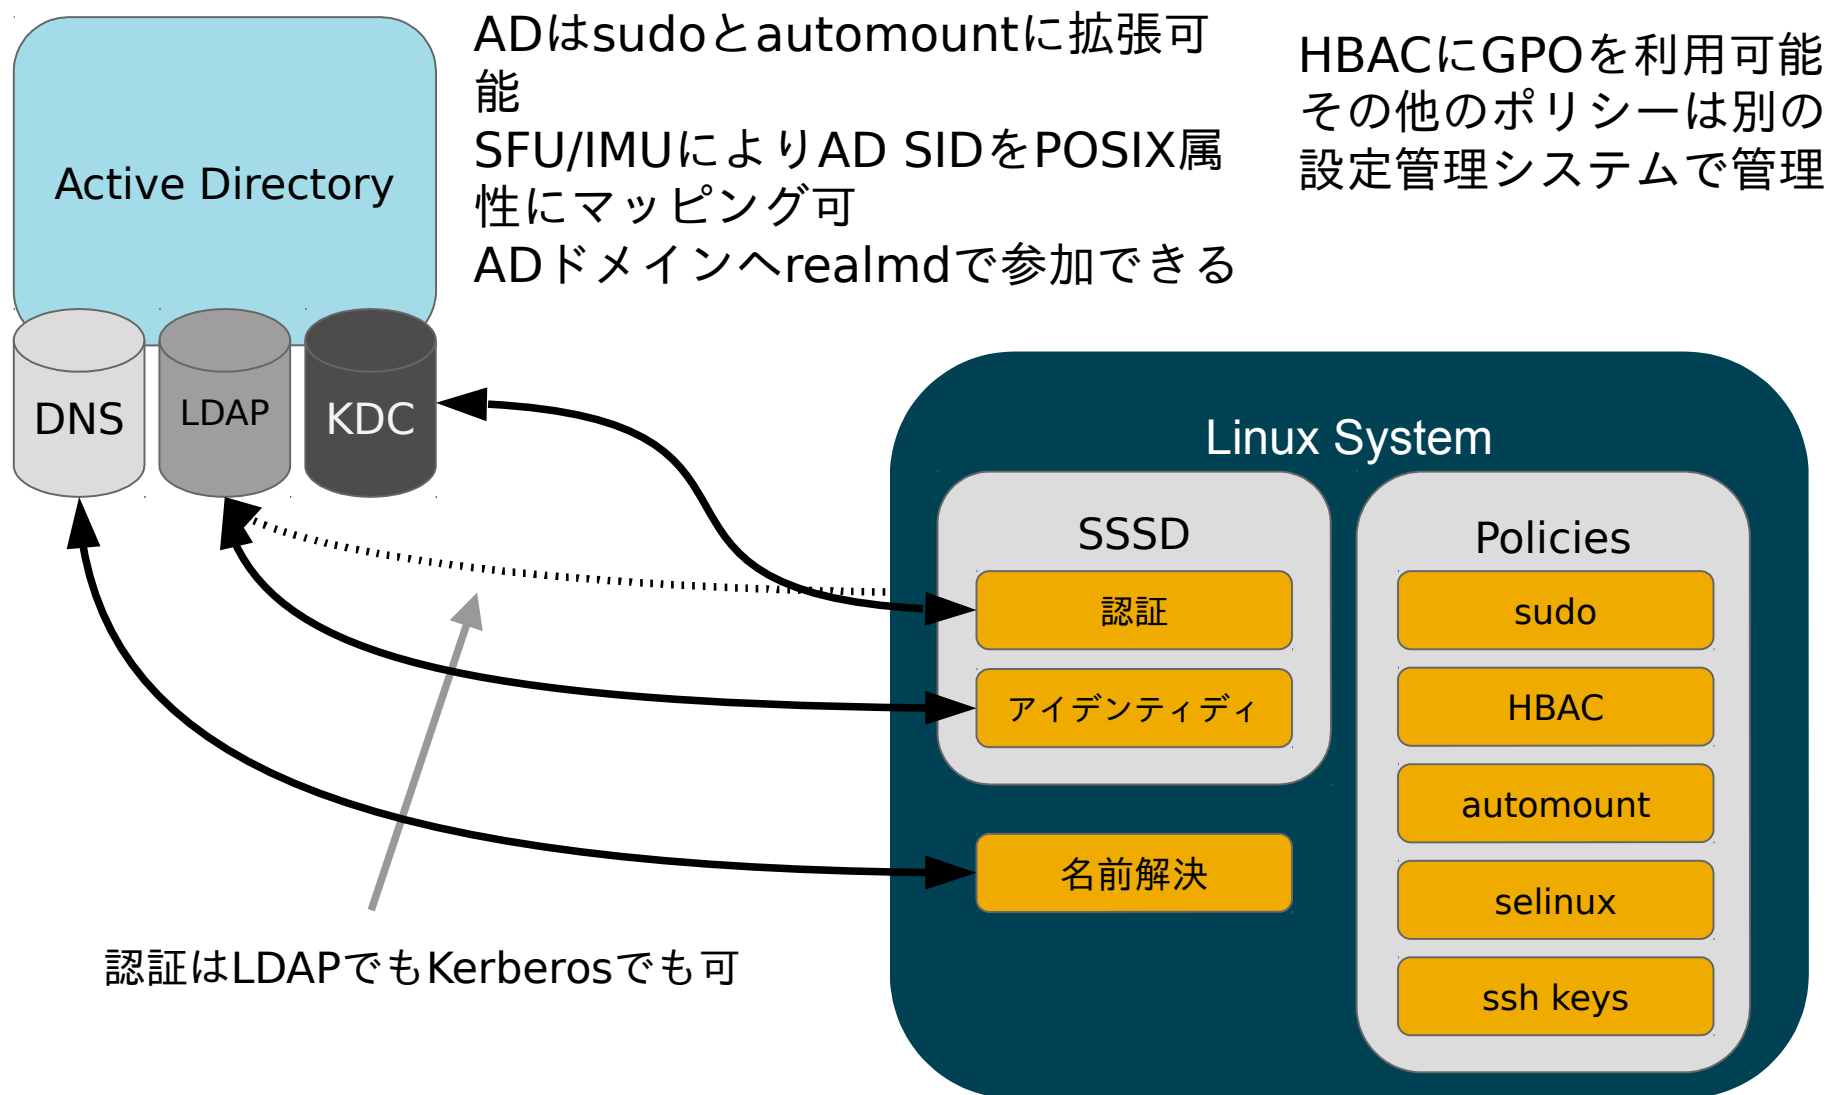 ADはsudoとautomountに拡張可
能
SFU/IMUによりAD SIDをPOSIX属
性にマッピング可
ADドメインへrealmdで参加できる
HBACにGPOを利用可能
その他のポリシーは別の
設定管理システムで管理
Active Directory
DNS
LDAP
KDC
Linux System
SSSD
認証
アイデンティディ
名前解決
Policies
sudo
HBAC
automount
selinux
ssh keys
認証はLDAPでもKerberosでも可